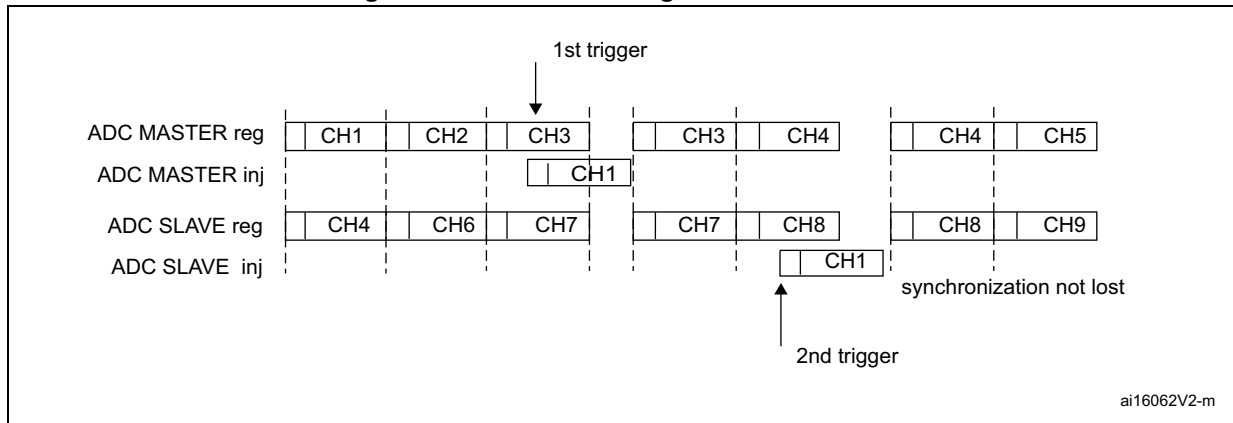 1st trigger
ADC MASTER reg CH1 CH2 CH3 CH3 CH4 CH4 CH5
ADC MASTER inj CH1
ADC SLAVE reg CH4 CH6 CH7 CH7 CH8 CH8 CH9
ADC SLAVE inj CH1
synchronization not lost
2nd trigger
ai16062V2-m